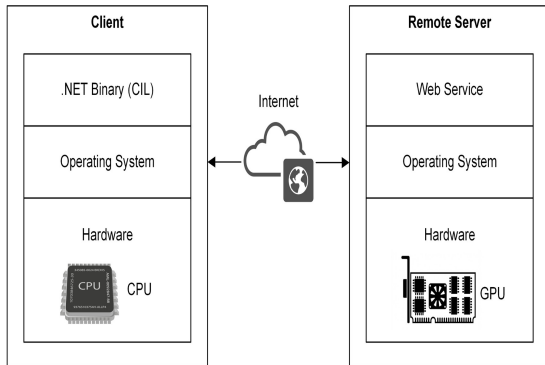 Client
.NET Binary (CIL)
Operating System
Hardware
CPU
CPU
Internet
Remote Server
Web Service
Operating System
Hardware
GPU